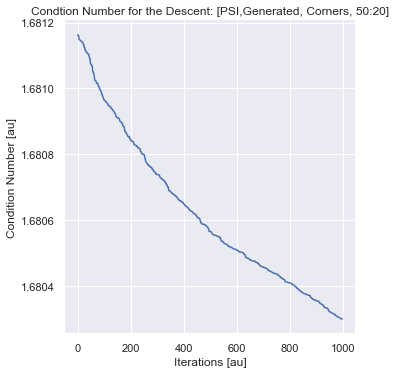 Condtion Number for the Descent: [PSI,Generated, Corners, 50:20]
1.6812
1.6810
1.6808
1.6806
1.6804
Condition Number [au]
0 200 400 600 800 1000
Iterations [au]